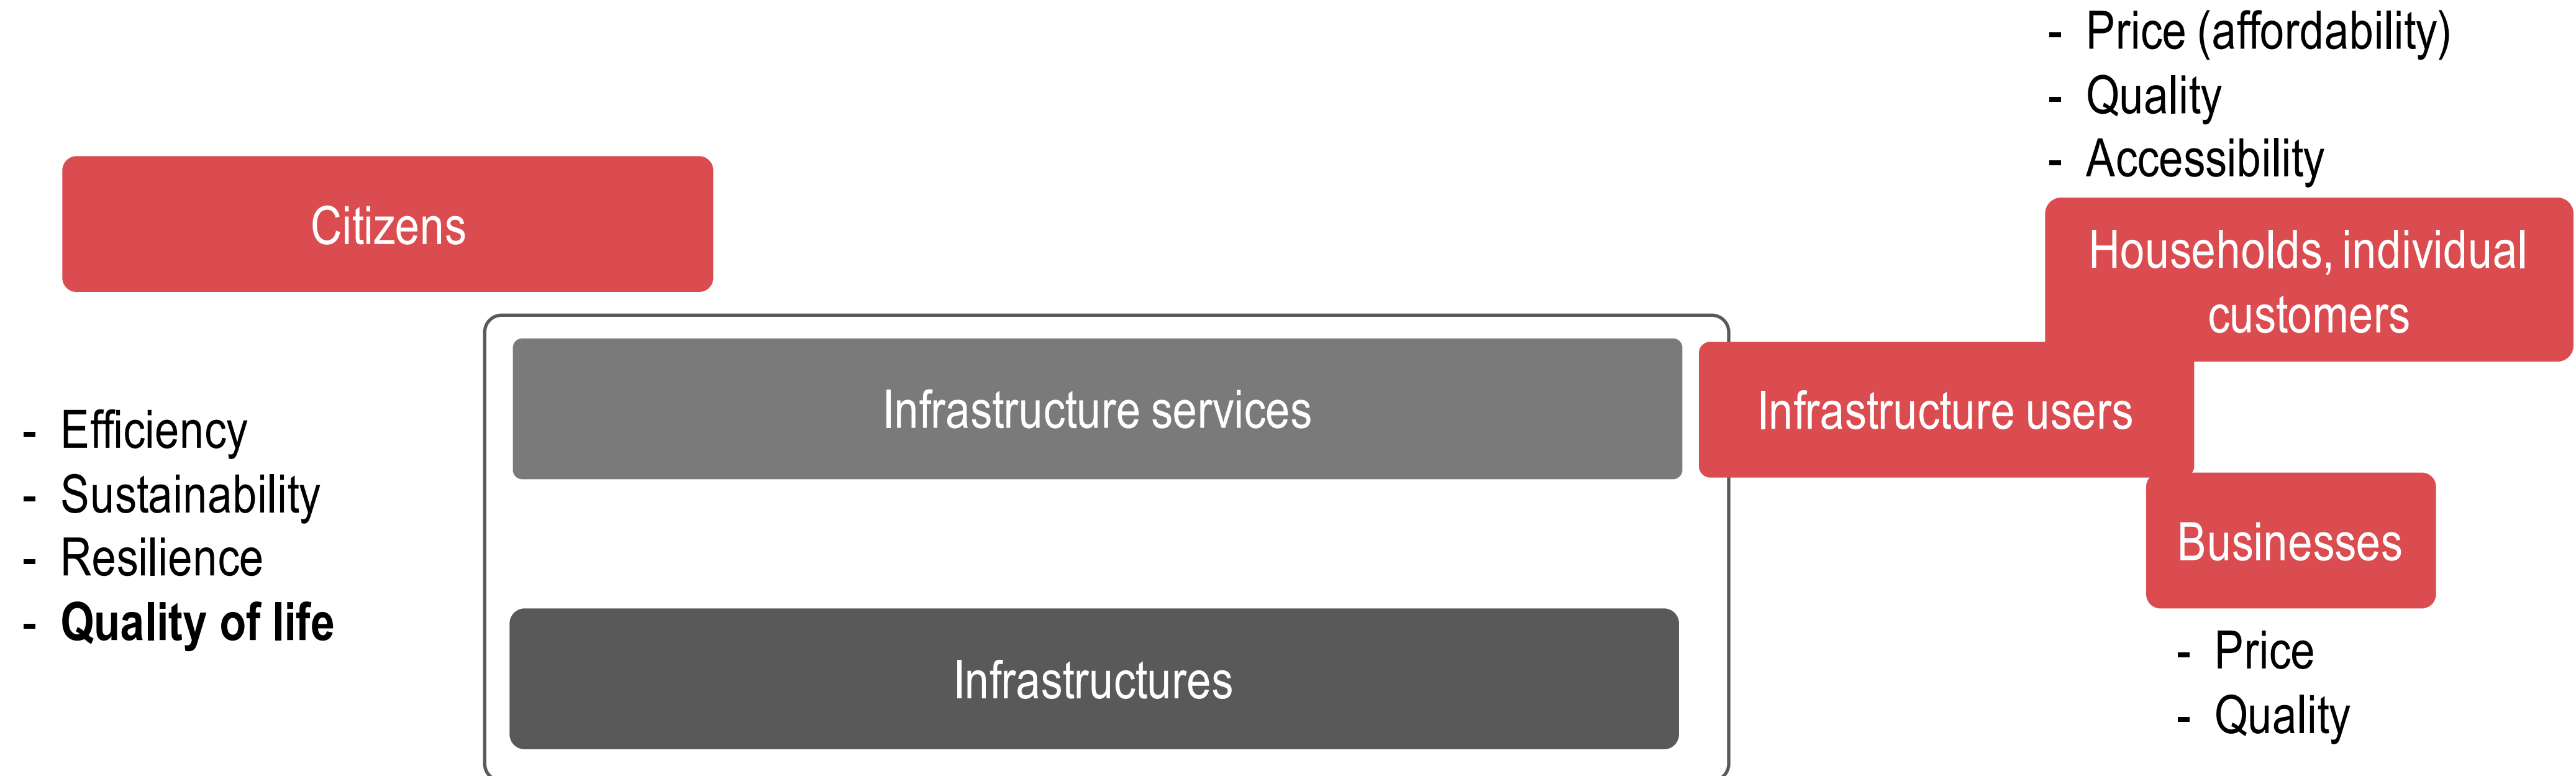 - Price (affordability)
- Quality
- Accessibility
Citizens
Households, individual
customers
Infrastructure services
Infrastructure users
- Efficiency
- Sustainability
- Resilience
- Quality of life
Businesses
Infrastructures
- Price
- Quality